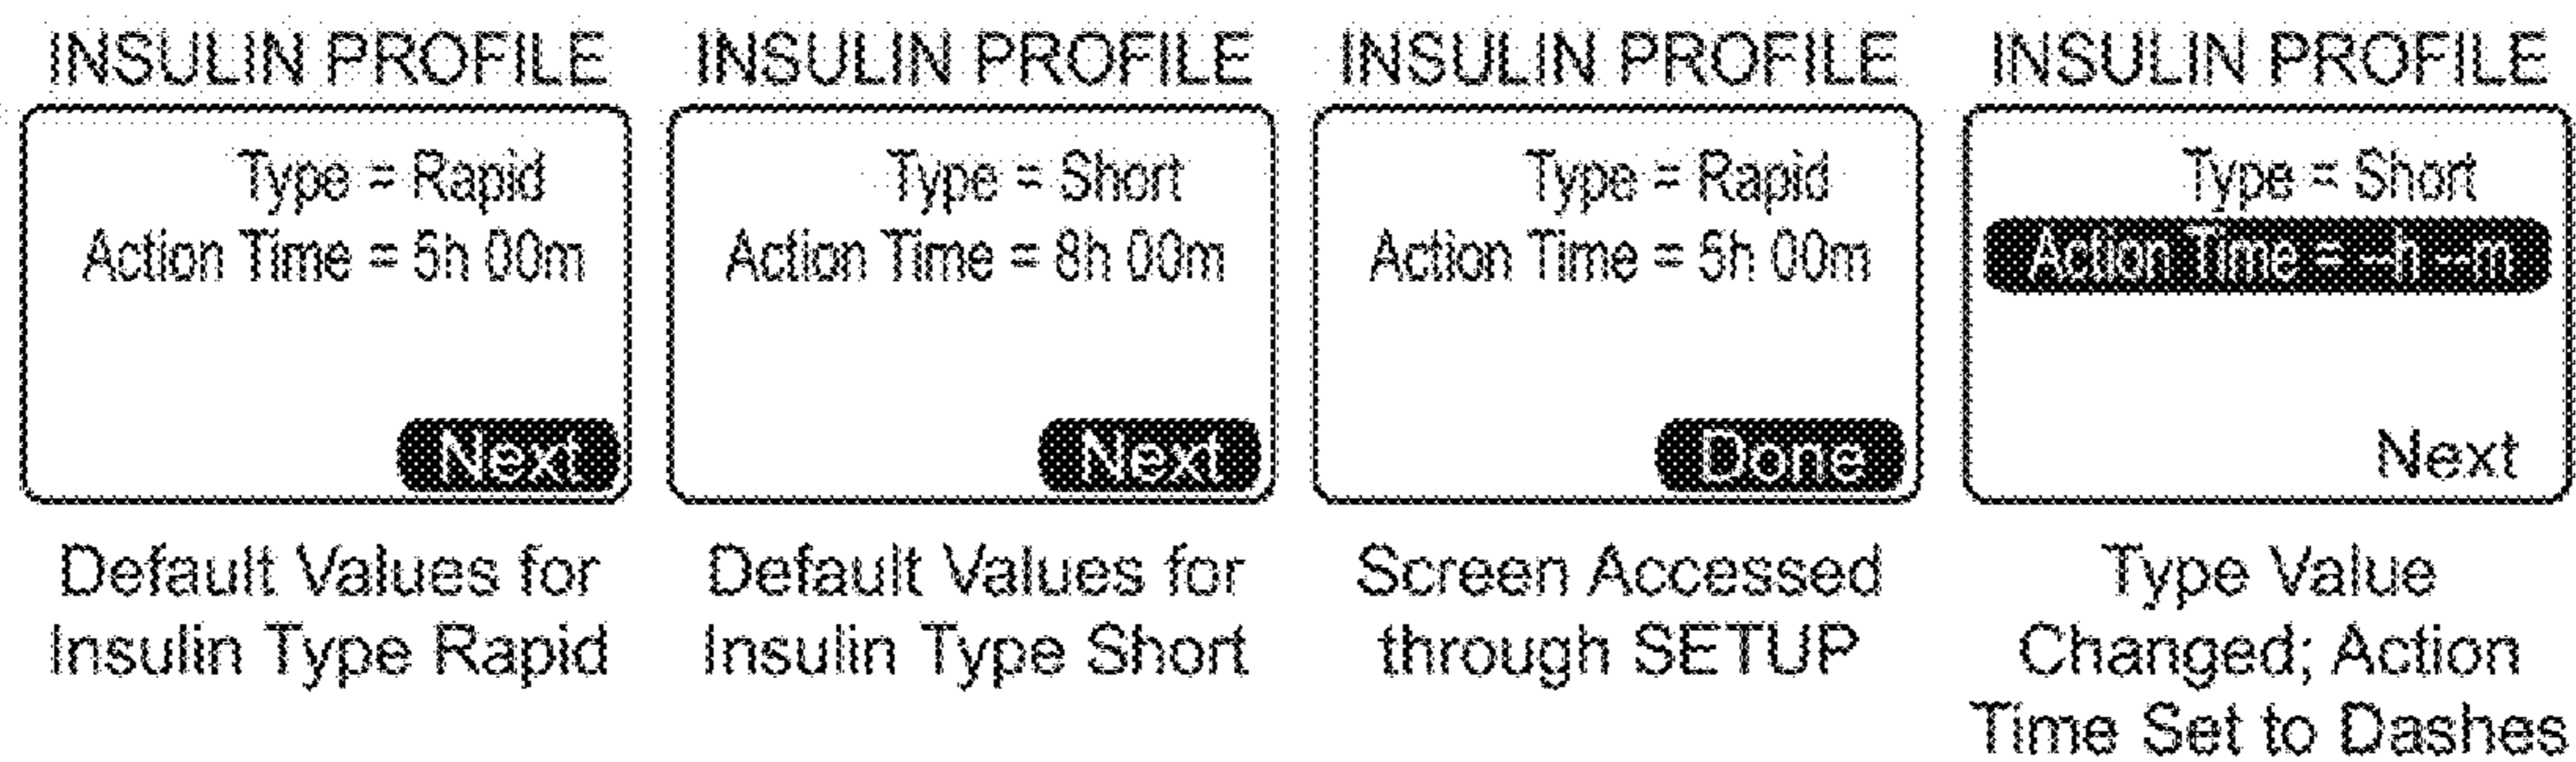 INSULIN PROFILE
Type = Rapid
Action Time = 5h 00m
Next
Default Values for
Insulin Type Rapid
INSULIN PROFILE
Type = Short
Action Time = 8h 00m
Next
Default Values for
Insulin Type Short
INSULIN PROFILE
Type = Rapid
Action Time = 5h 00m
Done
Screen Accessed
through SETUP
INSULIN PROFILE
Type = Short
Action Time = --h --m
Next
Type Value
Changed; Action
Time Set to Dashes